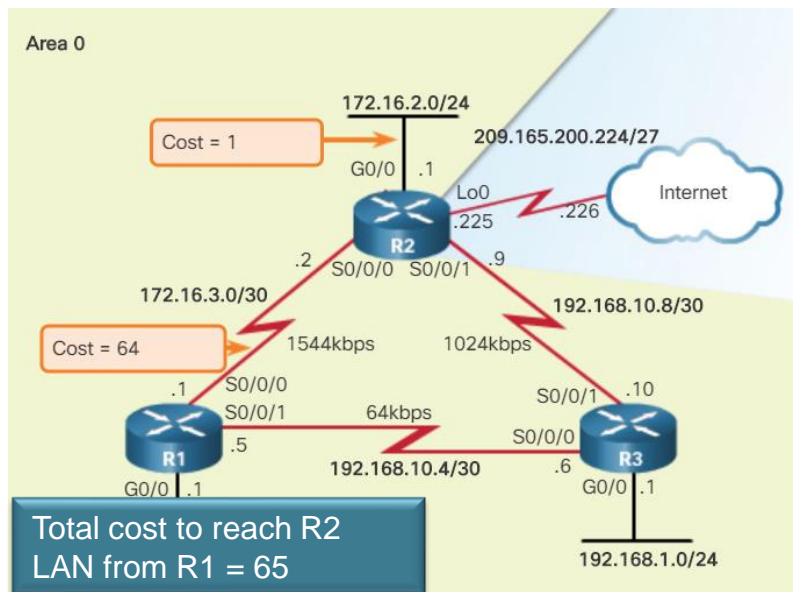 Area 0
172.16.2.0/24
Cost = 1
209.165.200.224/27
G0/0 .1
Lo0
Internet
.225
.226
R2
.2 S0/0/0 S0/0/1 .9
172.16.3.0/30
192.168.10.8/30
Cost = 64
1544kbps
1024kbps
.1 S0/0/0
S0/0/1 .10
S0/0/1
64kbps
R1
.5
S0/0/0
R3
192.168.10.4/30
.6
G0/0 .1
G0/0 .1
Total cost to reach R2
LAN from R1 = 65
192.168.1.0/24